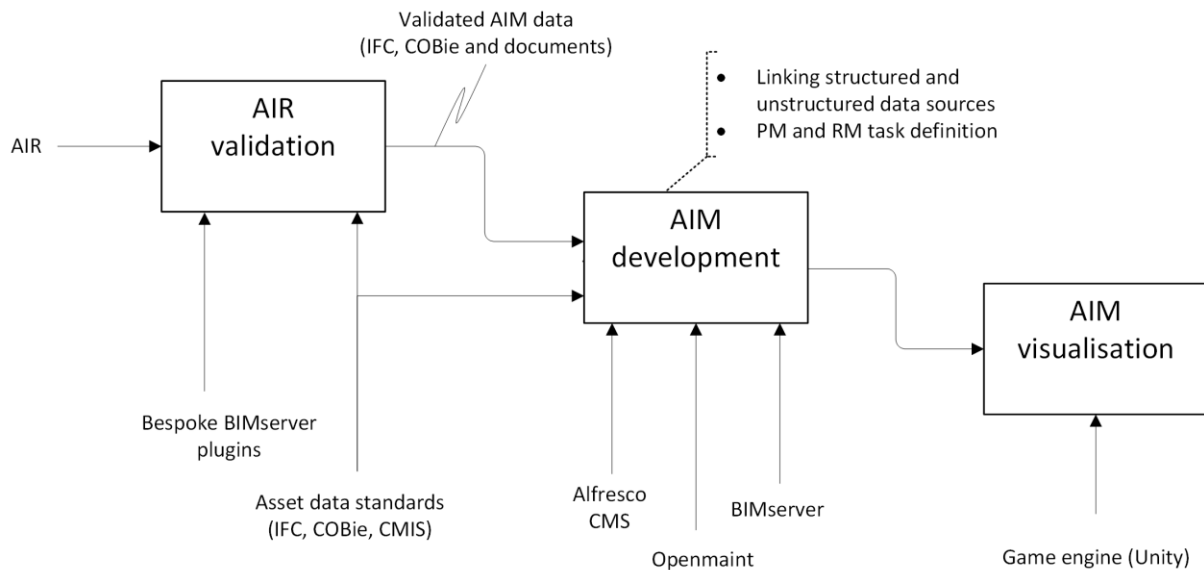 Validated AIM data
(IFC, COBie and documents)
AIR
validation
AIR
• Linking structured and
unstructured data sources
• PM and RM task definition
AIM
development
AIM
visualisation
Bespoke BIMserver
plugins
Asset data standards
(IFC, COBie, CMIS)
Alfresco
CMS
BIMserver
Openmaint
Game engine (Unity)